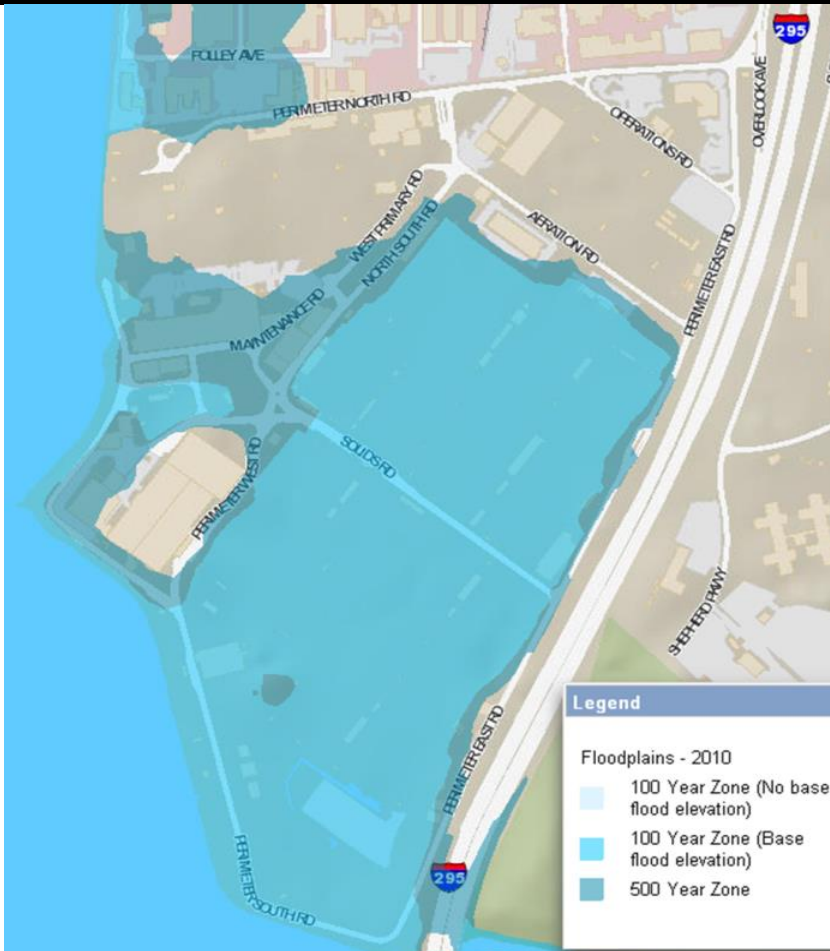 295
POLLEY AVE
PERIMETER NORTH RD
OVERLOOK AVE
OPERATIONS RD
WEST PRIMARY RD
NORTH SOUTH RD
AERATION RD
PERIMETER EAST RD
MAINTENANCE RD
SOLIDS RD
PERIMETER WEST RD
SHEPHERD PKWY
PERIMETER EAST RD
PERIMETER SOUTH RD
295
Legend
Floodplains - 2010
100 Year Zone (No base
flood elevation)
100 Year Zone (Base
flood elevation)
500 Year Zone